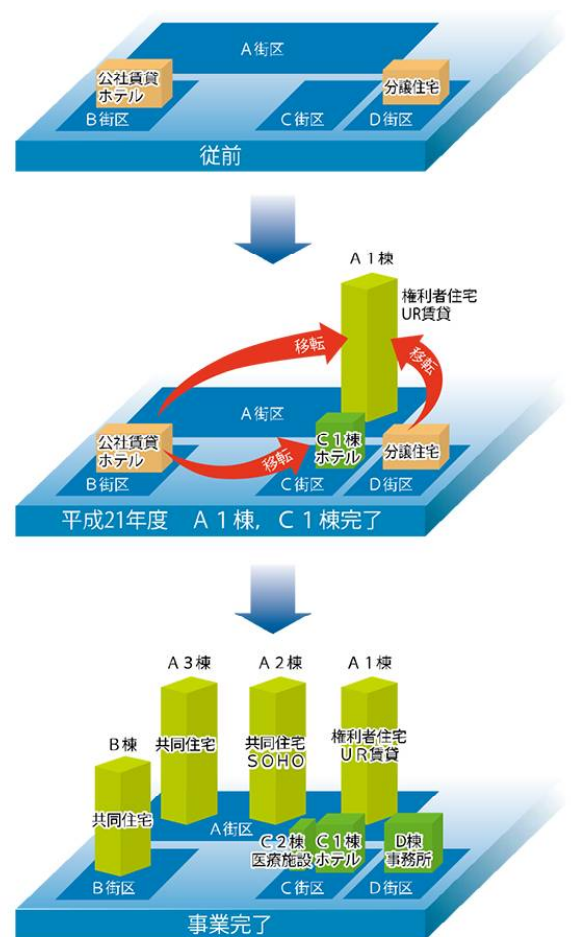 A街区
公社賃貸
ホテル
分譲住宅
B街区
C街区
D街区
従前
A1棟
権利者住宅
UR賃貸
移転
移転
A街区
公社賃貸
ホテル
移転
C1棟
ホテル
分譲住宅
B街区
C街区
D街区
平成21年度 A1棟，C1棟完了
A3棟
A2棟
A1棟
B棟
共同住宅
共同住宅
SOHO
権利者住宅
UR賃貸
共同住宅
A街区
C2棟
医療施設
C1棟
ホテル
D棟
事務所
B街区
C街区
D街区
事業完了